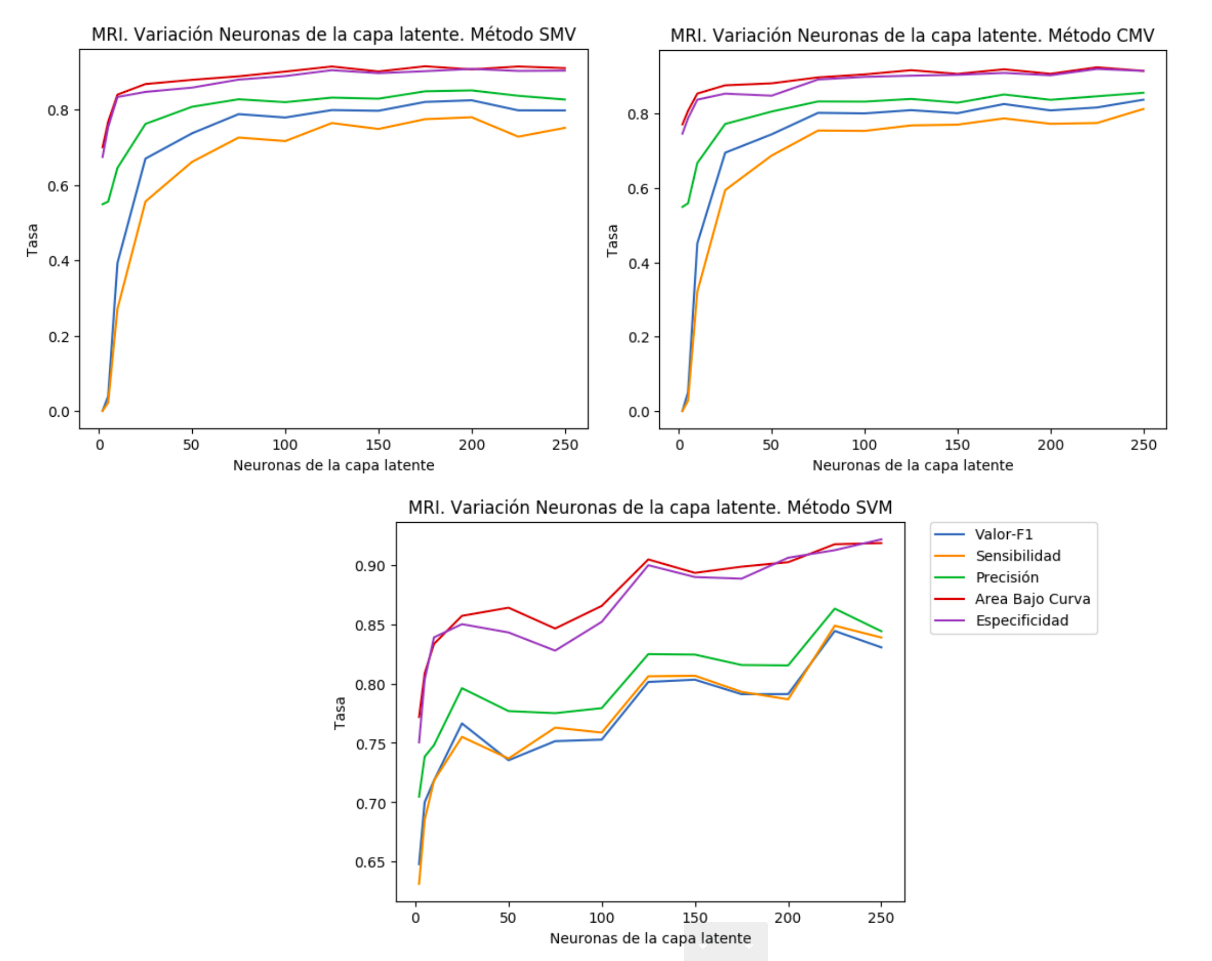 MRI. Variación Neuronas de la capa latente. Método SMV
0.8
0.6
0.4
0.2
0.0
Tasa
0 50 100 150 200 250
Neuronas de la capa latente
MRI. Variación Neuronas de la capa latente. Método CMV
0.8
0.6
0.4
0.2
0.0
Tasa
0 50 100 150 200 250
Neuronas de la capa latente
MRI. Variación Neuronas de la capa latente. Método SVM
0.90
0.85
0.80
0.75
0.70
0.65
Tasa
0 50 100 150 200 250
Neuronas de la capa latente
Valor-F1
Sensibilidad
Precisión
Area Bajo Curva
Especificidad